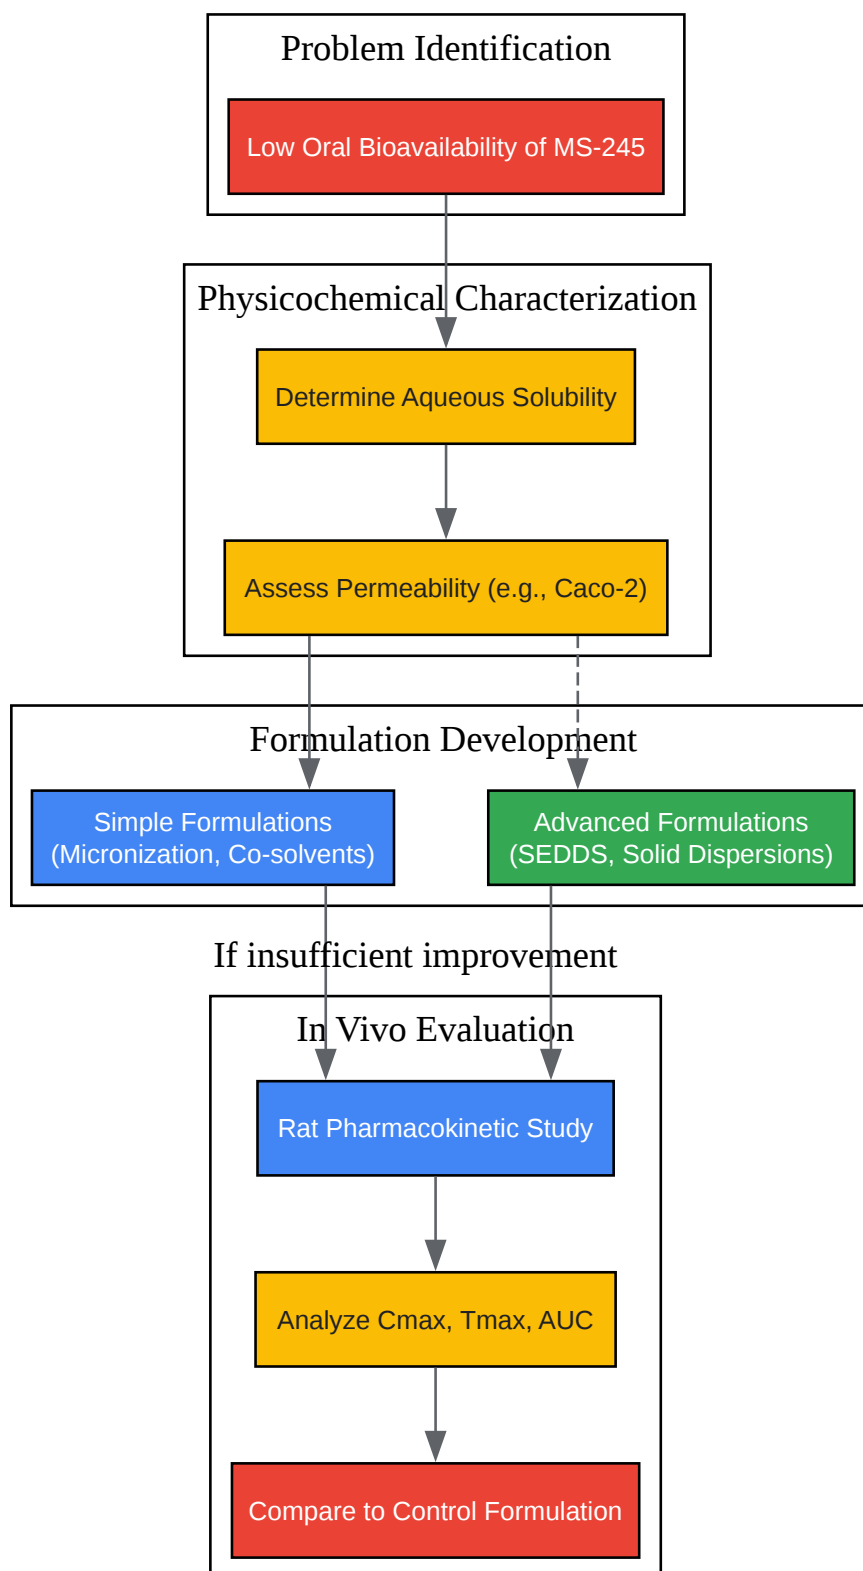 Problem Identification
Low Oral Bioavailability of MS-245
Physicochemical Characterization
Determine Aqueous Solubility
Assess Permeability (e.g., Caco-2)
Formulation Development
Simple Formulations
(Micronization, Co-solvents)
Advanced Formulations
(SEDDS, Solid Dispersions)
If insufficient improvement
In Vivo Evaluation
Rat Pharmacokinetic Study
Analyze Cmax, Tmax, AUC
Compare to Control Formulation